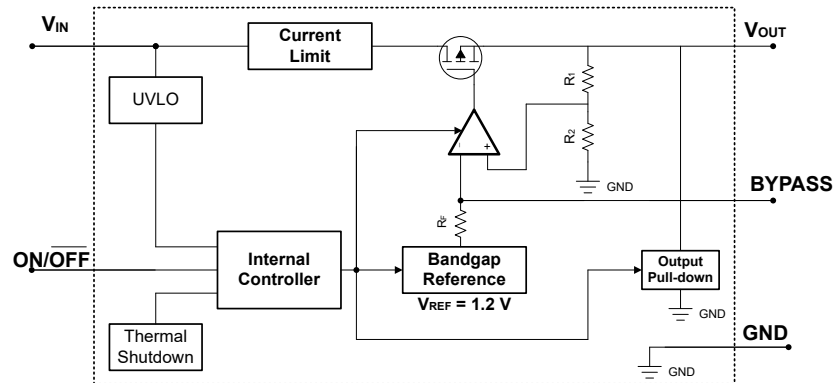 VIN
Current
Limit
VOUT
UVLO
R1
R2
- +
GND
BYPASS
RF
ON/OFF
Internal
Controller
Bandgap
Reference
VREF = 1.2 V
Output
Pull-down
GND
Thermal
Shutdown
GND
GND